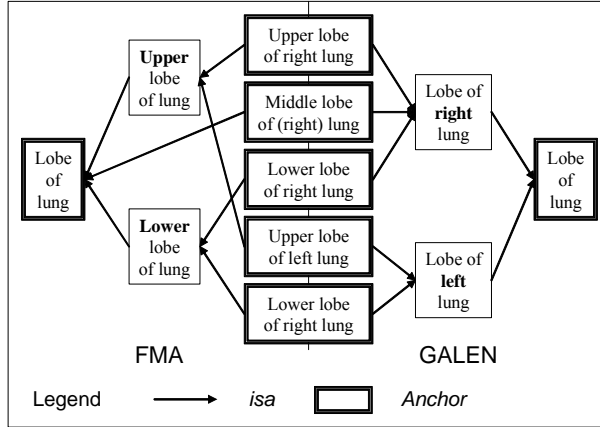 Upper lobe
of right lung
Upper
lobe
of lung
Middle lobe
of (right) lung
Lobe of
right
lung
Lobe
of
lung
Lower lobe
of right lung
Lobe
of
lung
Lower
lobe
of lung
Upper lobe
of left lung
Lobe of
left
lung
Lower lobe
of right lung
FMA
GALEN
Legend
isa
Anchor